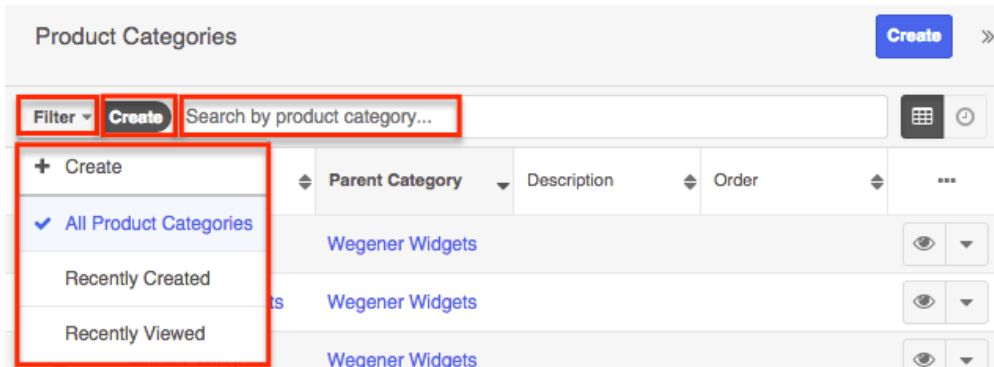 Product Categories
Create
Filter Create Search by product category...
+ Create
Parent Category Description Order
All Product Categories
Wegener Widgets
Recently Created
ts Wegener Widgets
Recently Viewed
Wegener Widgets